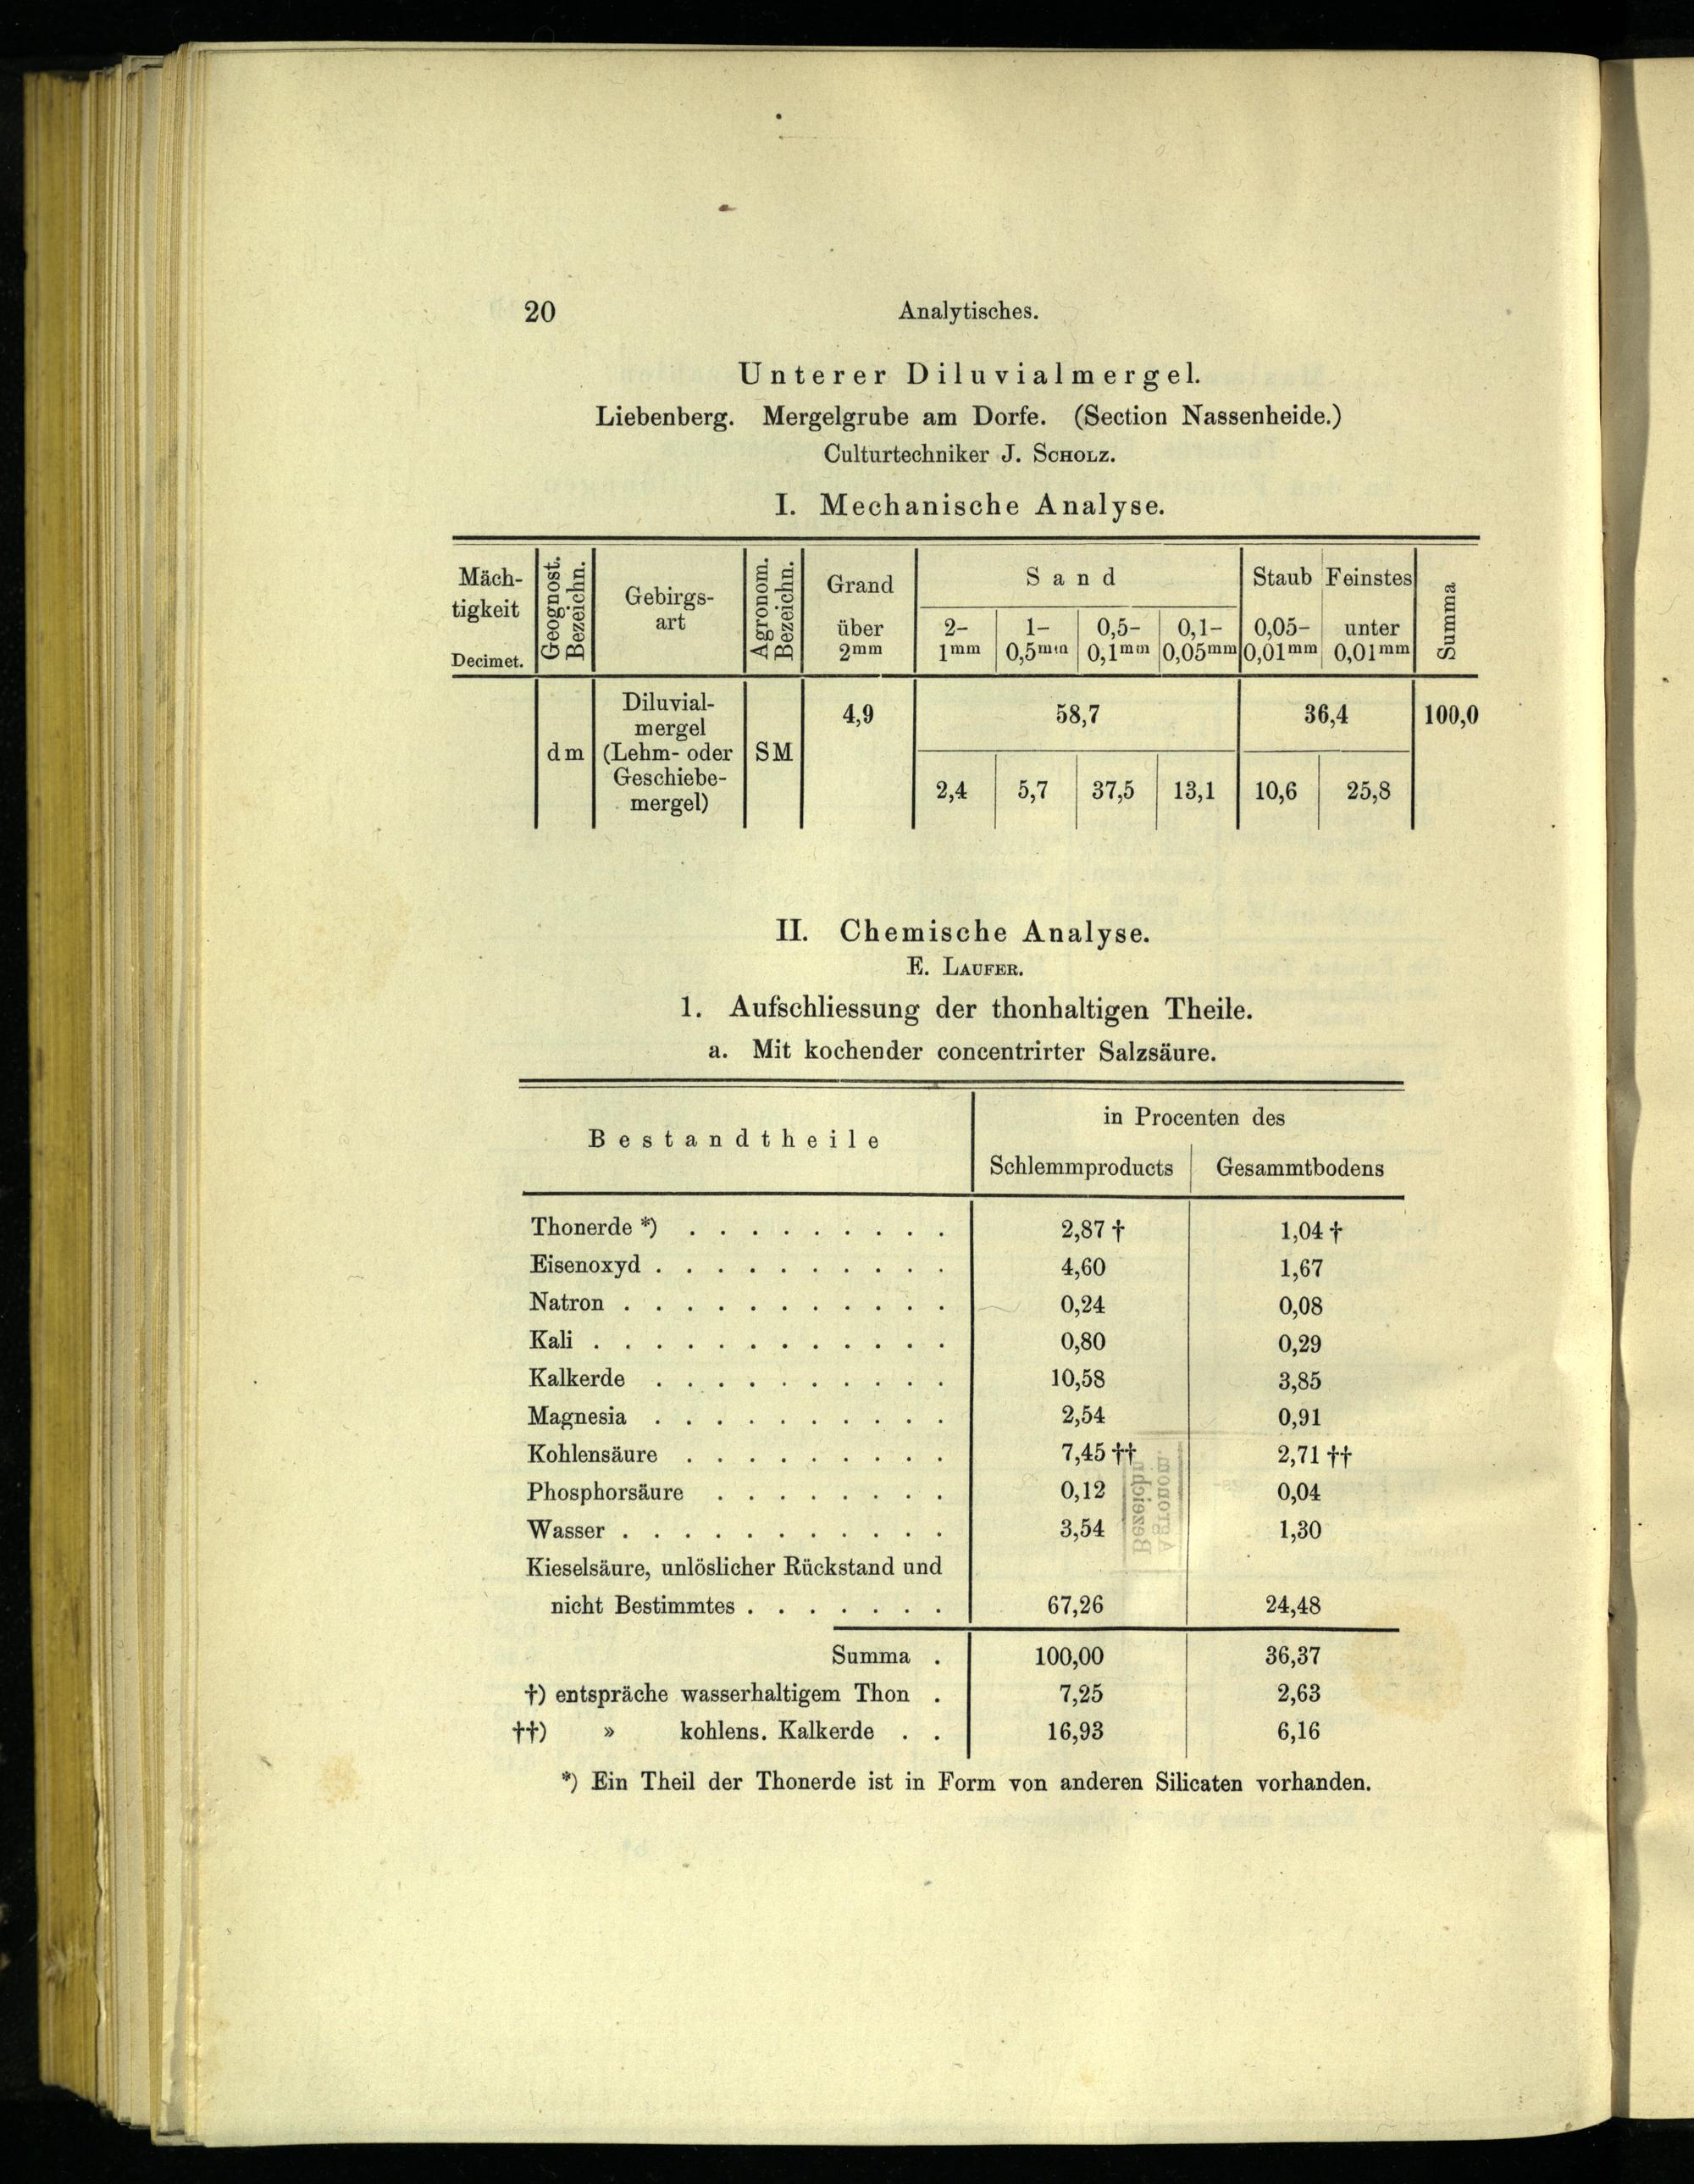 20 Analytisches.
Unterer Diluvialmergel.
Liebenberg. Mergelgrube am Dorfe. (Section Nassenheide.)
Culturtechniker J. Scholz.
I. Mechanische Analyse.
Mäch-
tigkeit
Decimet.
Geognost.
Bezeichn.
Gebirgs-
art
Agronom.
Bezeichn.
Grand
über
2mm
Sand
2-
1mm
1-
0,5mm
0,5-
0,1mm
0,1-
0,05mm
Staub
0,05-
0,01mm
Feinstes
unter
0,01mm
Summa
dm
Diluvial-
mergel
(Lehm- oder
Geschiebe-
mergel)
SM
4,9
58,7
36,4
100,0
2,4 5,7 37,5 13,1 10,6 25,8
II. Chemische Analyse.
E. Laufer.
1. Aufschliessung der thonhaltigen Theile.
a. Mit kochender concentrirter Salzsäure.
Bestandtheile
in Procenten des
Schlemmproducts Gesammtbodens
Thonerde *) . . . . . . . . . 2,87 † 1,04 †
Eisenoxyd . . . . . . . . . . 4,60 1,67
Natron . . . . . . . . . . . 0,24 0,08
Kali . . . . . . . . . . . . 0,80 0,29
Kalkerde . . . . . . . . . . 10,58 3,85
Magnesia . . . . . . . . . . 2,54 0,91
Kohlensäure . . . . . . . . . 7,45 †† 2,71 ††
Phosphorsäure . . . . . . . . 0,12 0,04
Wasser . . . . . . . . . . . 3,54 1,30
Kieselsäure, unlöslicher Rückstand und
nicht Bestimmtes . . . . . . . 67,26 24,48
Summa . 100,00 36,37
†) entspräche wasserhaltigem Thon . 7,25 2,63
††) » kohlens. Kalkerde . . 16,93 6,16
*) Ein Theil der Thonerde ist in Form von anderen Silicaten vorhanden.